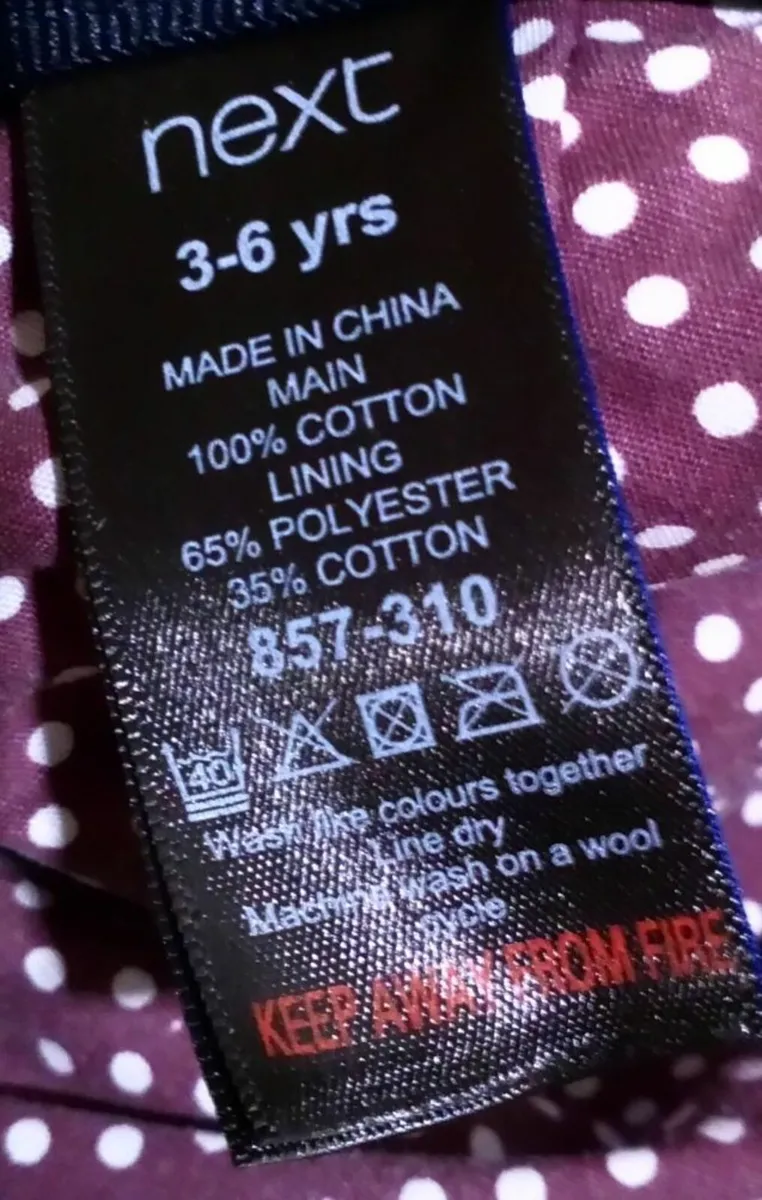 next
3-6 yrs
MADE IN CHINA
MAIN
100% COTTON
LINING
65% POLYESTER
35% COTTON
857-310
40
Wash like colours together
Line dry
Machine wash on a wool
cycle
KEEP AWAY FROM FIRE